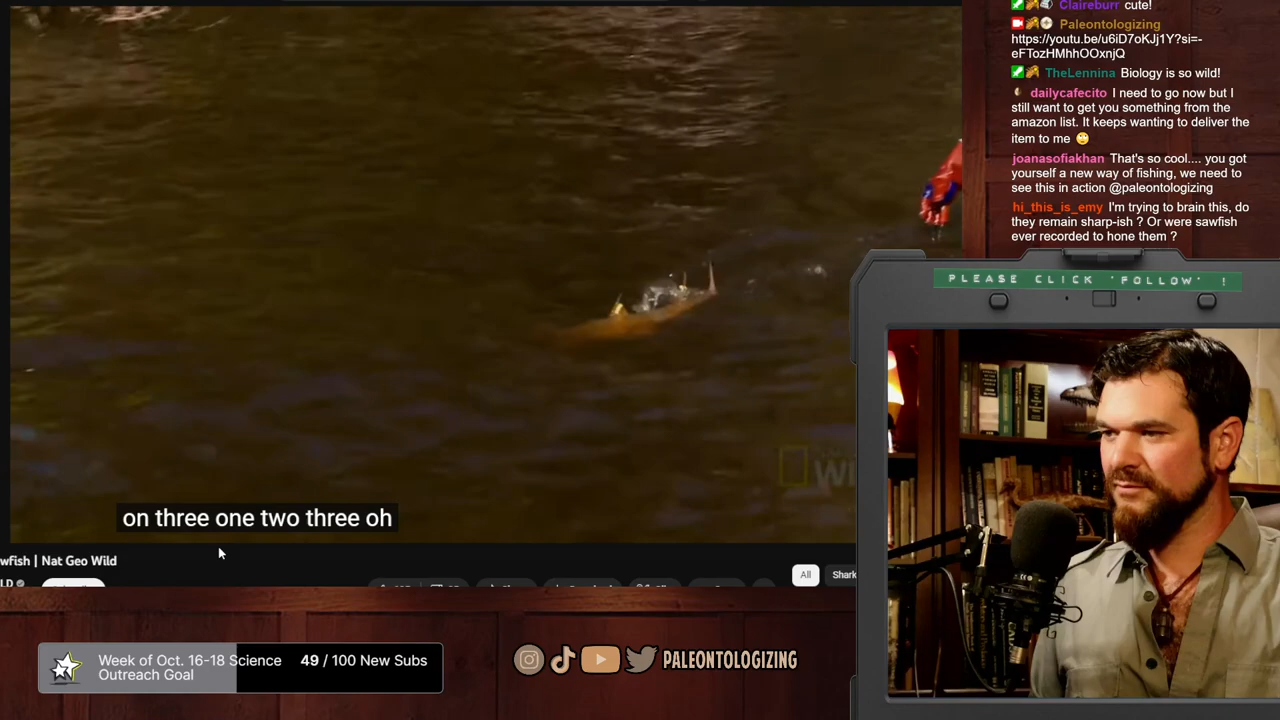 Claireburr cute!
Paleontologizing
https://youtu.be/u6iD7oKJj1Y?si=-
eFTozHMhhOOxnjQ
TheLennina Biology is so wild!
dailycafecito I need to go now but I
still want to get you something from the
amazon list. It keeps wanting to deliver the
item to me
joanasofiakhan That's so cool.... you got
yourself a new way of fishing, we need to
see this in action @paleontologizing
hi_this_is_emy I'm trying to brain this, do
they remain sharp-ish ? Or were sawfish
ever recorded to hone them ?
PLEASE CLICK 'FOLLOW' !
on three one two three oh
wfish | Nat Geo Wild
LD
All
Shark
Week of Oct. 16-18 Science
Outreach Goal
49 / 100 New Subs
PALEONTOLOGIZING